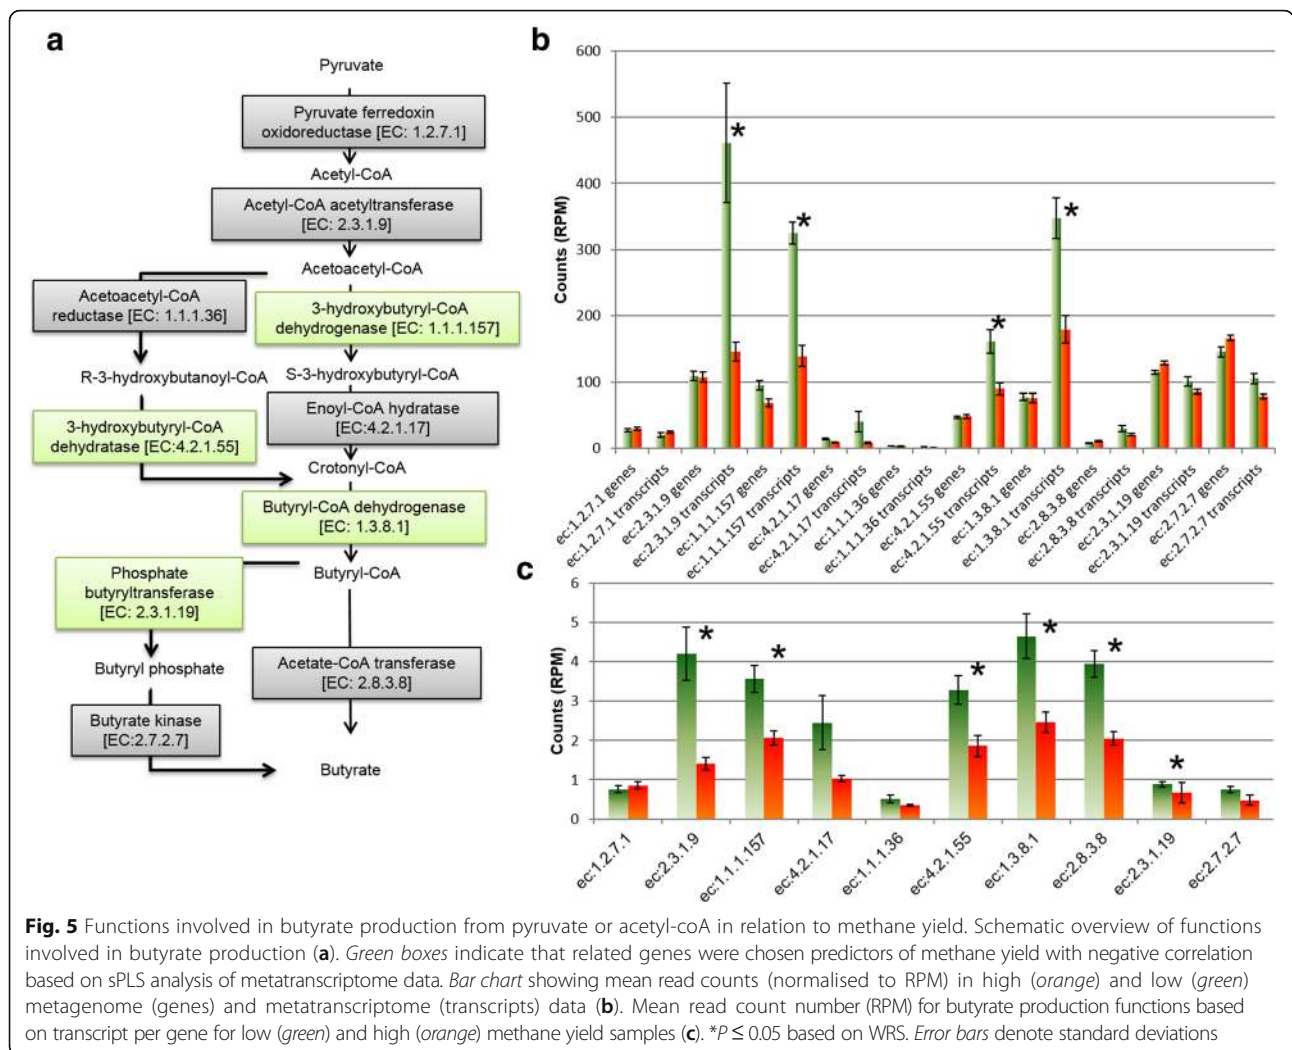 a
Pyruvate
Pyruvate ferredoxin
oxidoreductase [EC: 1.2.7.1]
Acetyl-CoA
Acetyl-CoA acetyltransferase
[EC: 2.3.1.9]
Acetoacetyl-CoA
Acetoacetyl-CoA
reductase [EC: 1.1.1.36]
3-hydroxybutyryl-CoA
dehydrogenase [EC: 1.1.1.157]
R-3-hydroxybutanoyl-CoA
S-3-hydroxybutyryl-CoA
3-hydroxybutyryl-CoA
dehydratase [EC:4.2.1.55]
Enoyl-CoA hydratase
[EC:4.2.1.17]
Crotonyl-CoA
Butyryl-CoA dehydrogenase
[EC: 1.3.8.1]
Phosphate
butyryltransferase
[EC: 2.3.1.19]
Butyryl-CoA
Butyryl phosphate
Acetate-CoA transferase
[EC: 2.8.3.8]
Butyrate kinase
[EC:2.7.2.7]
Butyrate
b
600
500
400
300
200
100
0
Counts (RPM)
*
*
*
*
ec:1.2.7.1 genes
ec:1.2.7.1 transcripts
ec:2.3.1.9 genes
ec:2.3.1.9 transcripts
ec:1.1.1.157 genes
ec:1.1.1.157 transcripts
ec:4.2.1.17 genes
ec:4.2.1.17 transcripts
ec:1.1.1.36 genes
ec:1.1.1.36 transcripts
ec:4.2.1.55 genes
ec:4.2.1.55 transcripts
ec:1.3.8.1 genes
ec:1.3.8.1 transcripts
ec:2.8.3.8 genes
ec:2.8.3.8 transcripts
ec:2.3.1.19 genes
ec:2.3.1.19 transcripts
ec:2.7.2.7 genes
ec:2.7.2.7 transcripts
c
6
5
4
3
2
1
0
Counts (RPM)
*
*
*
*
*
*
ec:1.2.7.1
ec:2.3.1.9
ec:1.1.1.157
ec:4.2.1.17
ec:1.1.1.36
ec:4.2.1.55
ec:1.3.8.1
ec:2.8.3.8
ec:2.3.1.19
ec:2.7.2.7
Fig. 5 Functions involved in butyrate production from pyruvate or acetyl-coA in relation to methane yield. Schematic overview of functions
involved in butyrate production (a). Green boxes indicate that related genes were chosen predictors of methane yield with negative correlation
based on sPLS analysis of metatranscriptome data. Bar chart showing mean read counts (normalised to RPM) in high (orange) and low (green)
metagenome (genes) and metatranscriptome (transcripts) data (b). Mean read count number (RPM) for butyrate production functions based
on transcript per gene for low (green) and high (orange) methane yield samples (c). *P ≤ 0.05 based on WRS. Error bars denote standard deviations